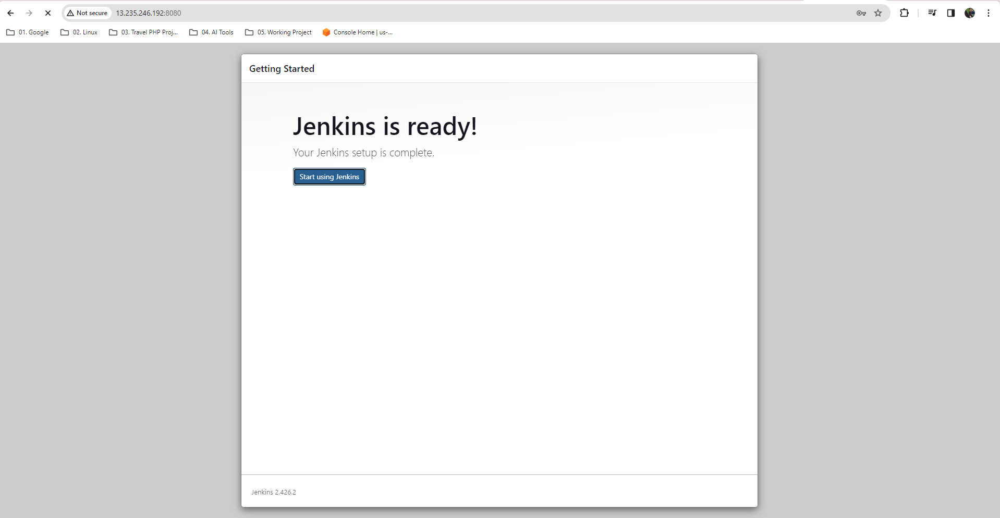 Not secure 13.235.246.192:8080
01. Google 02. Linux 03. Travel PHP Proj... 04. AI Tools 05. Working Project Console Home | us-...
Getting Started
Jenkins is ready!
Your Jenkins setup is complete.
Start using Jenkins
Jenkins 2.426.2